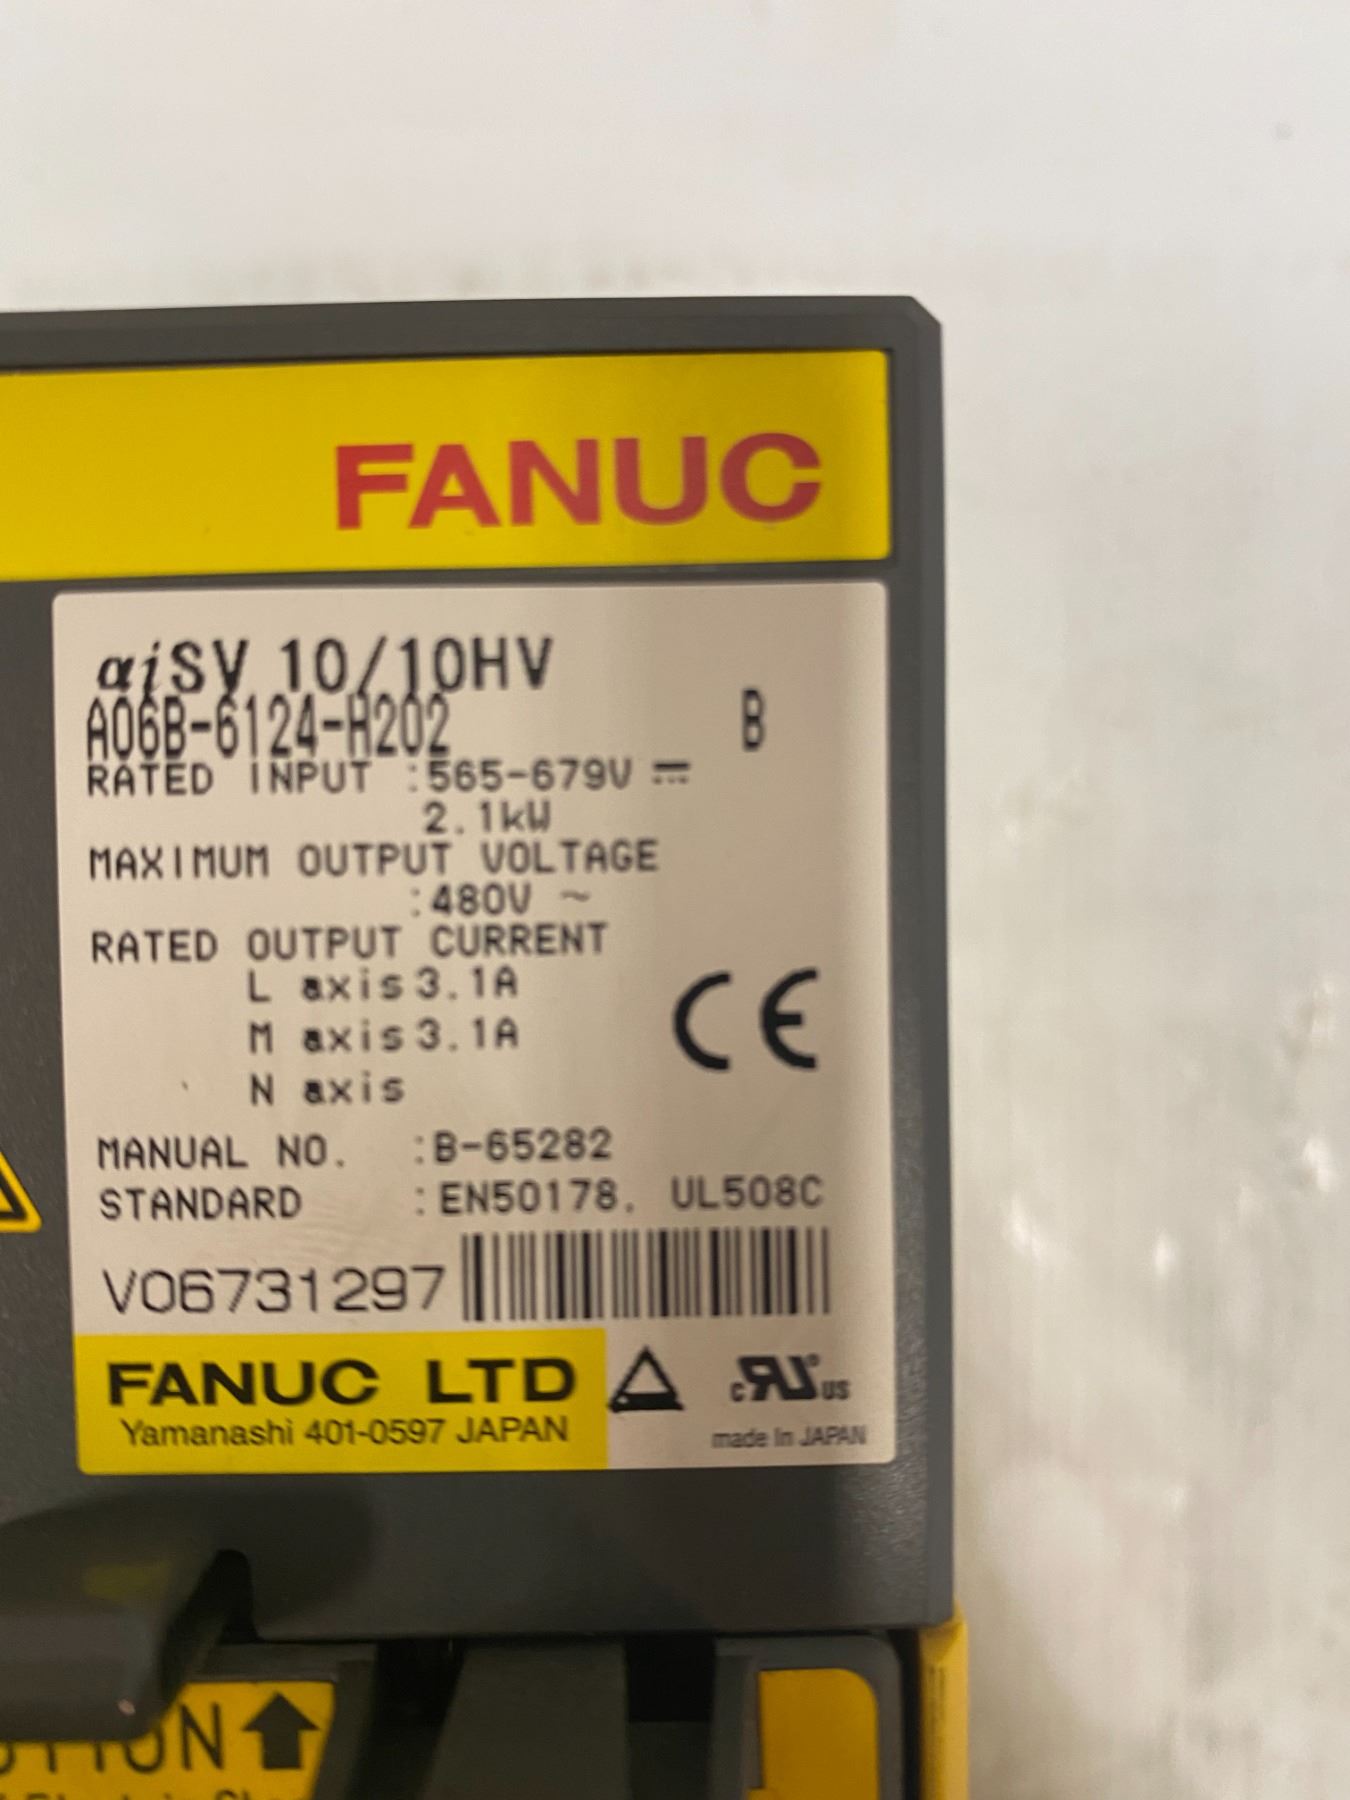 FANUC
αiSV 10/10HV
A06B-6124-H202 B
RATED INPUT :565-679V
2.1kW
MAXIMUM OUTPUT VOLTAGE
:480V ~
RATED OUTPUT CURRENT
L axis 3.1A
M axis 3.1A
N axis
CE
MANUAL NO. :B-65282
STANDARD :EN50178, UL508C
V06731297
FANUC LTD
Yamanashi 401-0597 JAPAN
c US
made in JAPAN